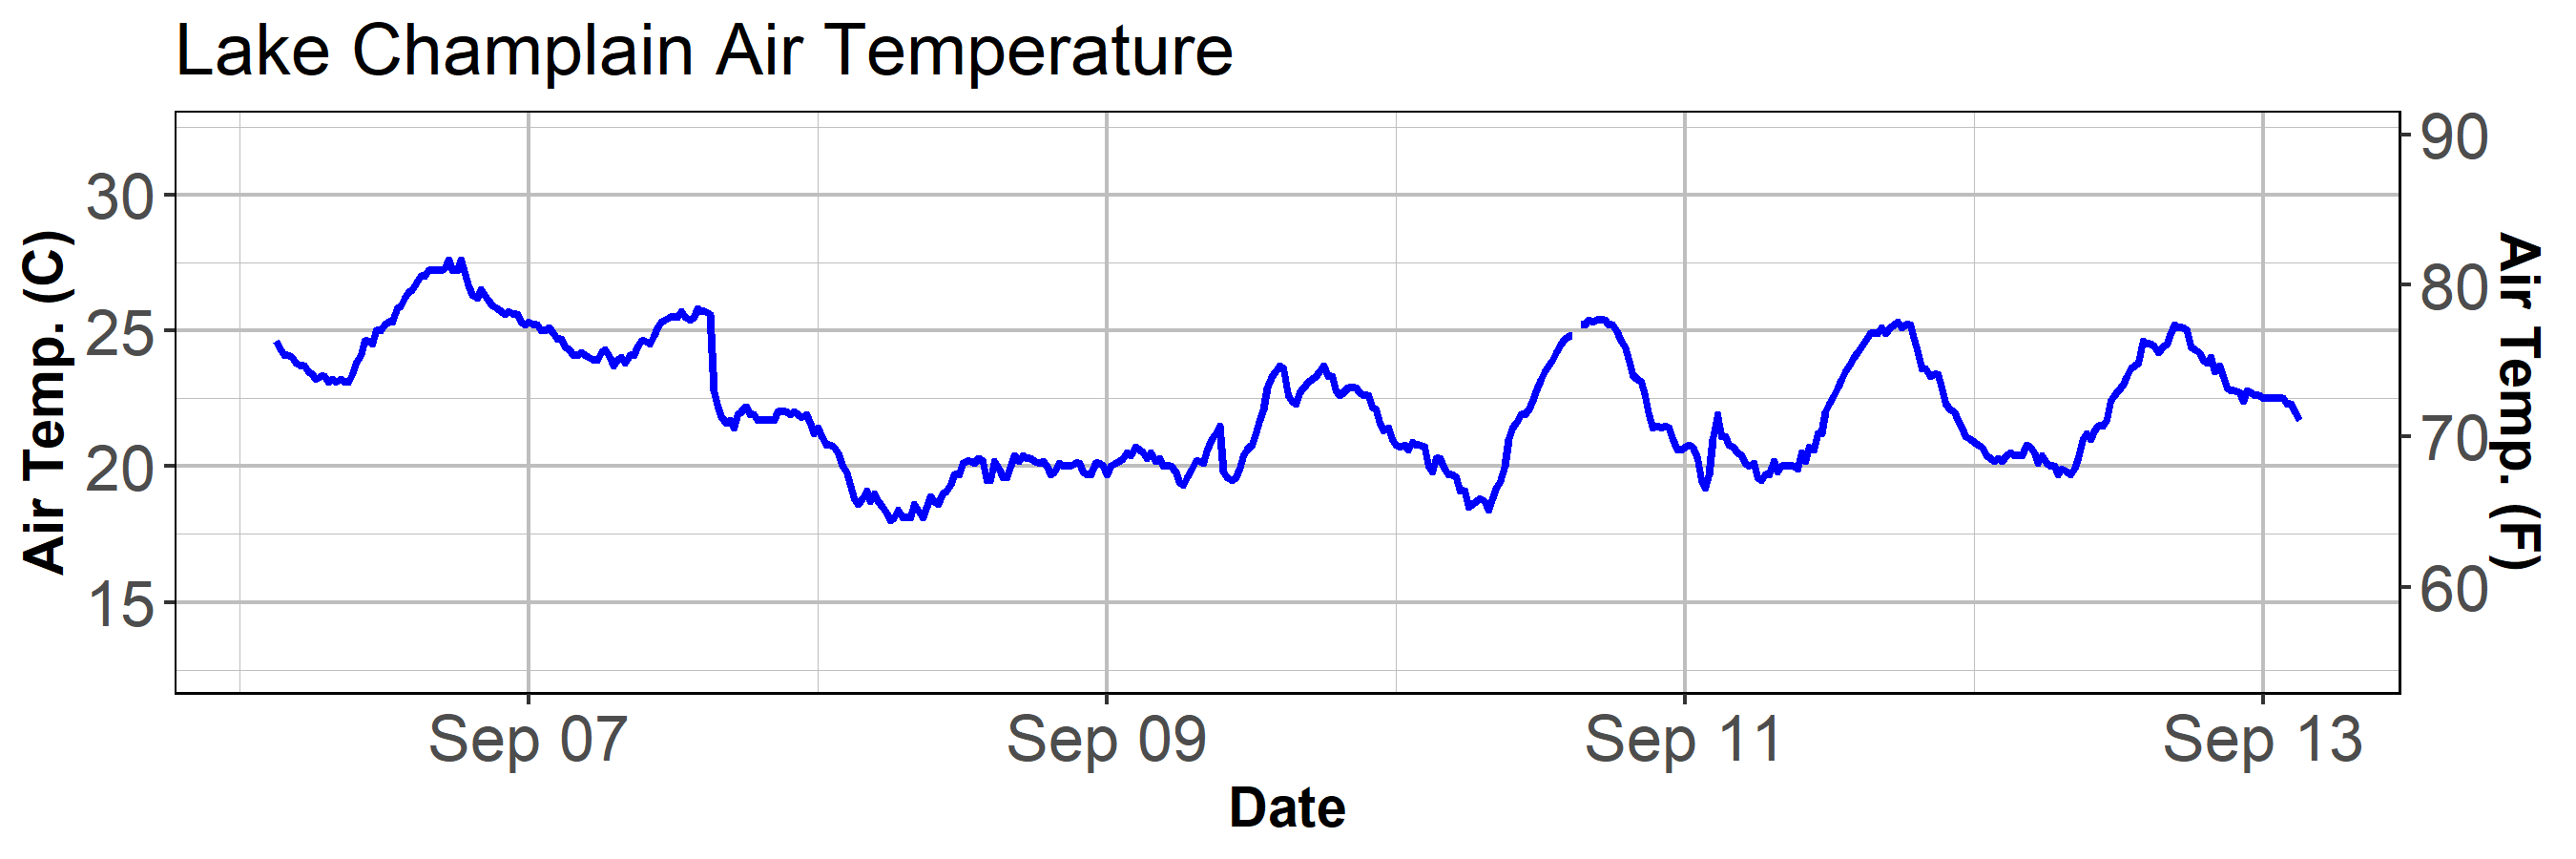 Lake Champlain Air Temperature
Air Temp. (C)
30
25
20
15
90
80
70
60
Air Temp. (F)
Sep 07 Sep 09 Sep 11 Sep 13
Date